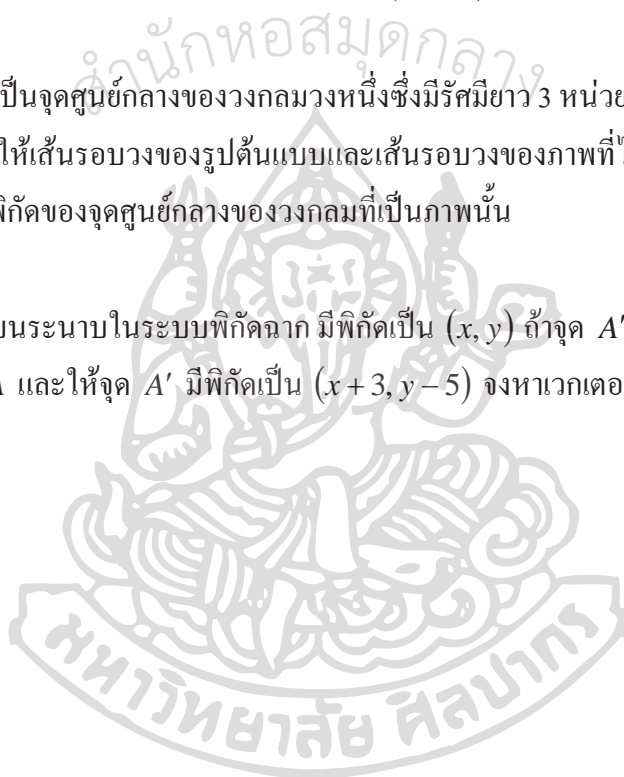 สำนักหอสมุดกลาง
เป็นจุดศูนย์กลางของวงกลมวงหนึ่งซึ่งมีรัศมียาว 3 หน่วย
ให้เส้นรอบวงของรูปต้นแบบและเส้นรอบวงของภาพที่
พิกัดของจุดศูนย์กลางของวงกลมที่เป็นภาพนั้น
บนระนาบในระบบพิกัดฉาก มีพิกัดเป็น (x, y) ถ้าจุด A′
และให้จุด A′ มีพิกัดเป็น (x + 3, y − 5) จงหาเวกเตอ
มหาวิทยาลัย ศิลปากร